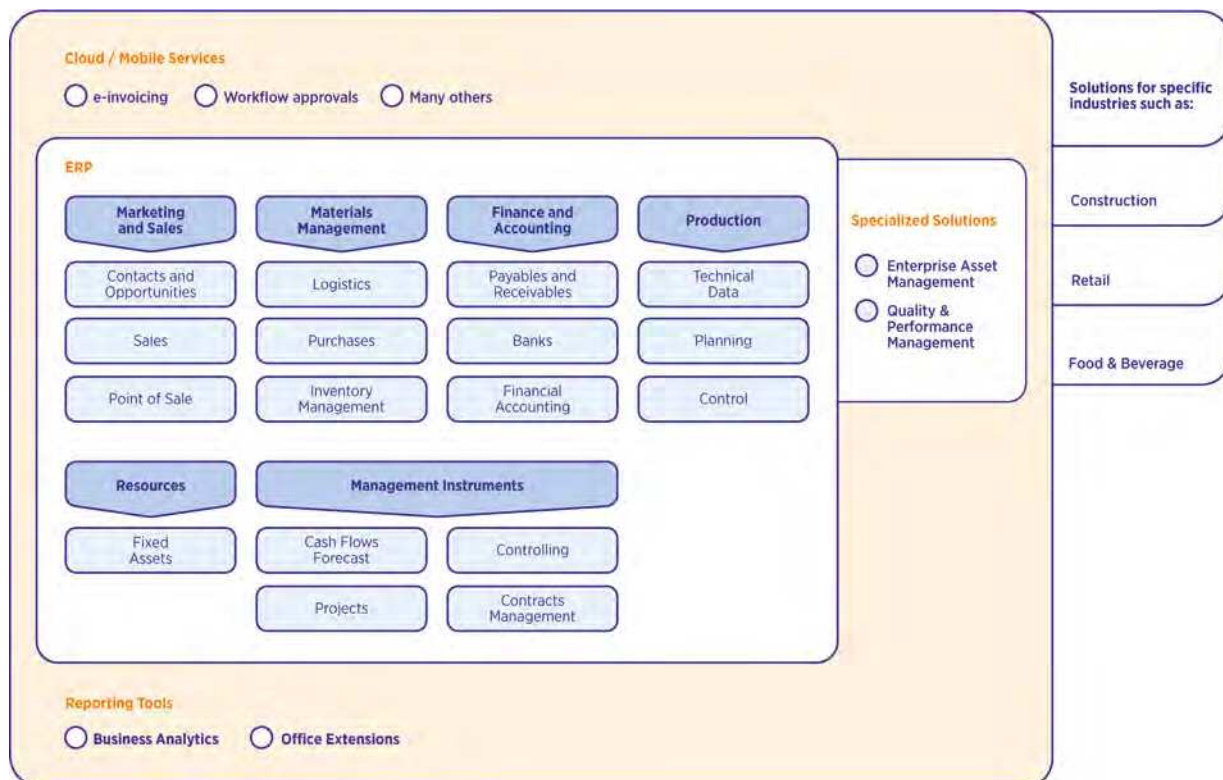 Cloud / Mobile Services
e-invoicing
Workflow approvals
Many others
ERP
Marketing
and Sales
Contacts and
Opportunities
Sales
Point of Sale
Materials
Management
Logistics
Purchases
Inventory
Management
Finance and
Accounting
Payables and
Receivables
Banks
Financial
Accounting
Production
Technical
Data
Planning
Control
Resources
Fixed
Assets
Management Instruments
Cash Flows
Forecast
Projects
Controlling
Contracts
Management
Specialized Solutions
Enterprise Asset
Management
Quality &
Performance
Management
Reporting Tools
Business Analytics
Office Extensions
Solutions for specific
industries such as:
Construction
Retail
Food & Beverage